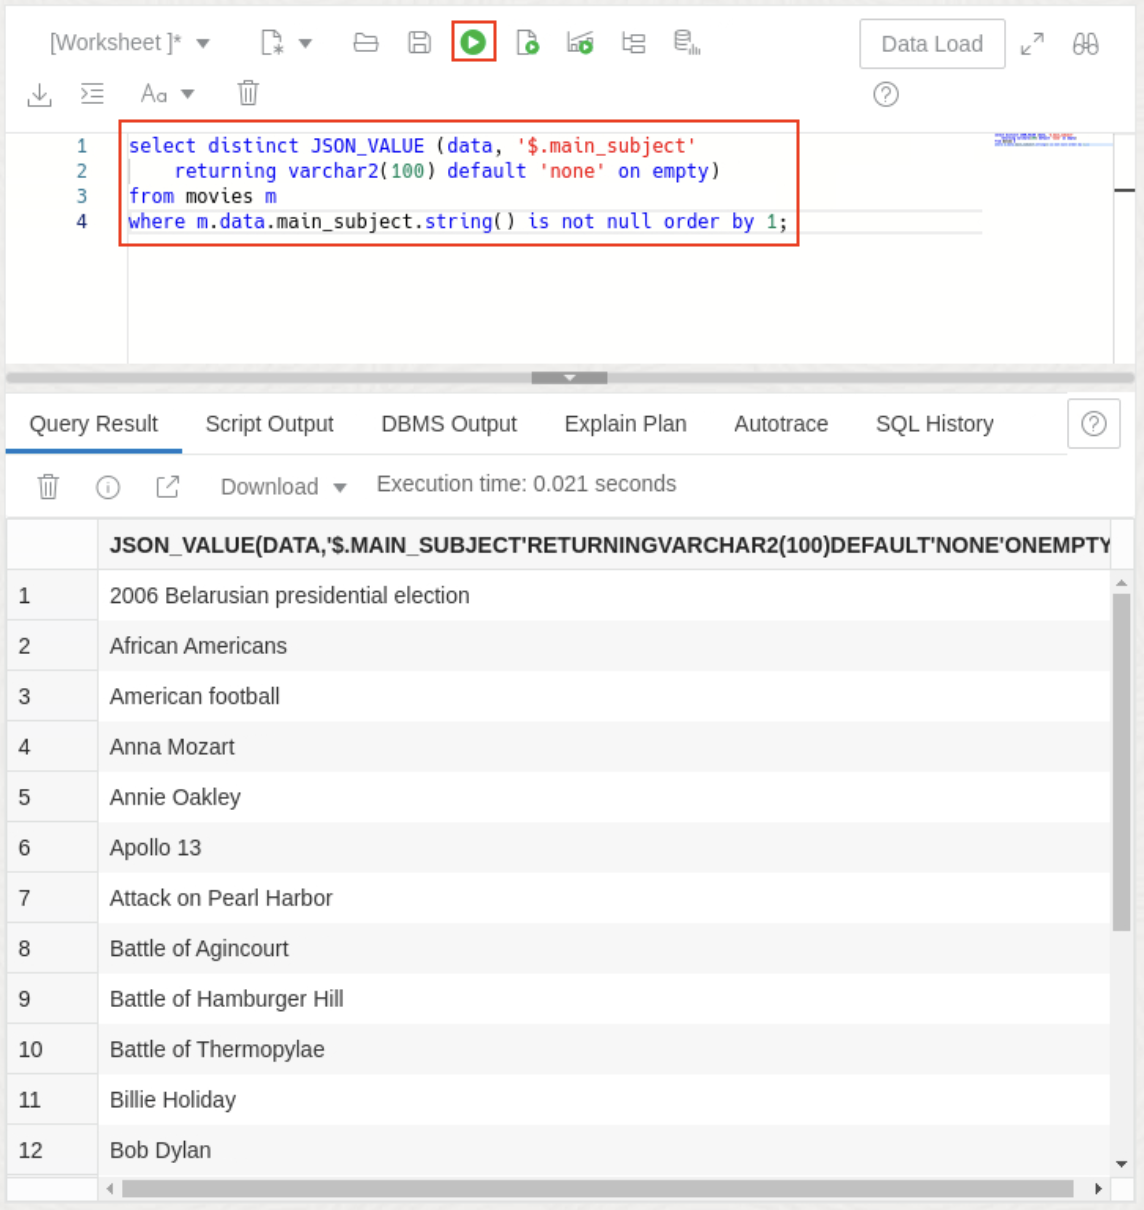 [Worksheet ]*
Data Load
Aa
1 select distinct JSON_VALUE (data, '$.main_subject'
2 returning varchar2(100) default 'none' on empty)
3 from movies m
4 where m.data.main_subject.string() is not null order by 1;
Query Result Script Output DBMS Output Explain Plan Autotrace SQL History
Download Execution time: 0.021 seconds
JSON_VALUE(DATA,'$.MAIN_SUBJECT'RETURNINGVARCHAR2(100)DEFAULT'NONE'ONEMPTY
1 2006 Belarusian presidential election
2 African Americans
3 American football
4 Anna Mozart
5 Annie Oakley
6 Apollo 13
7 Attack on Pearl Harbor
8 Battle of Agincourt
9 Battle of Hamburger Hill
10 Battle of Thermopylae
11 Billie Holiday
12 Bob Dylan